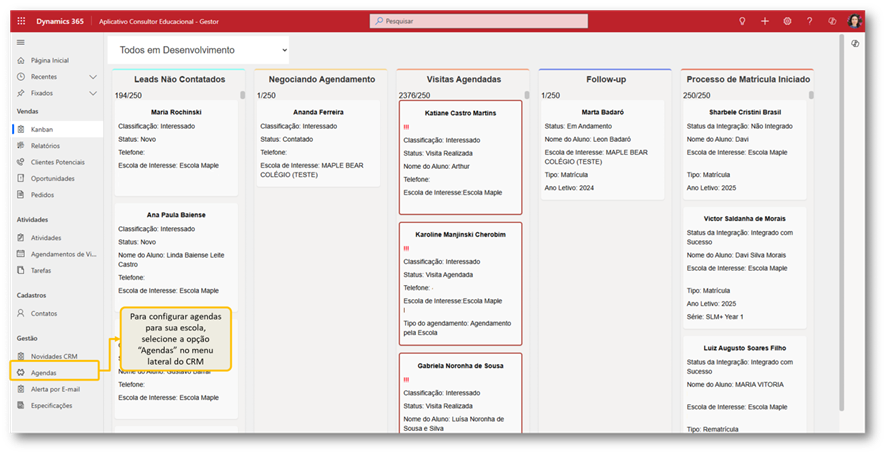 Dynamics 365
Aplicativo Consultor Educacional - Gestor
Pesquisar
Página Inicial
Recentes
Fixados
Vendas
Kanban
Relatórios
Clientes Potenciais
Oportunidades
Pedidos
Atividades
Atividades
Agendamentos de Vi...
Tarefas
Cadastros
Contatos
Gestão
Novidades CRM
Agendas
Alerta por E-mail
Especificações
Todos em Desenvolvimento
Leads Não Contatados
194/250
Maria Rochinski
Classificação: Interessado
Status: Novo
Telefone:
Escola de Interesse: Escola Maple
Ana Paula Baiense
Classificação: Interessado
Status: Novo
Nome do Aluno: Linda Baiense Leite
Castro
Telefone:
Escola de Interesse: Escola Maple
Para configurar agendas
para sua escola,
selecione a opção
“Agendas” no menu
lateral do CRM
Telefone:
Escola de Interesse: Escola Maple
Negociando Agendamento
1/250
Ananda Ferreira
Classificação: Interessado
Status: Contatado
Telefone:
Escola de Interesse: MAPLE BEAR
COLÉGIO (TESTE)
Visitas Agendadas
2376/250
Katiane Castro Martins
!!!
Classificação: Interessado
Status: Visita Realizada
Nome do Aluno: Arthur
Telefone:
Escola de Interesse:Escola Maple
Karoline Manjinski Cherobim
!!!
Classificação: Interessado
Status: Visita Agendada
Telefone: -
Escola de Interesse:Escola Maple
|
Tipo do agendamento: Agendamento
pela Escola
Gabriela Noronha de Sousa
!!!
Classificação: Interessado
Status: Visita Realizada
Nome do Aluno: Luísa Noronha de
Sousa e Silva
Follow-up
1/250
Marta Badaró
Status: Em Andamento
Nome do Aluno: Leon Badaró
Escola de Interesse: MAPLE BEAR
COLÉGIO (TESTE)
Tipo: Matrícula
Ano Letivo: 2024
Processo de Matrícula Iniciado
250/250
Sharbele Cristini Brasil
Status da Integração: Não Integrado
Nome do Aluno: Davi
Escola de Interesse: Escola Maple
Tipo: Matrícula
Ano Letivo: 2025
Victor Saldanha de Morais
Status da Integração: Integrado com
Sucesso
Nome do Aluno: Davi Silva Morais
Escola de Interesse: Escola Maple
Tipo: Matrícula
Ano Letivo: 2025
Série: SLM+ Year 1
Luiz Augusto Soares Filho
Status da Integração: Integrado com
Sucesso
Nome do Aluno: MARIA VITORIA
Escola de Interesse: Escola Maple
Tipo: Rematrícula